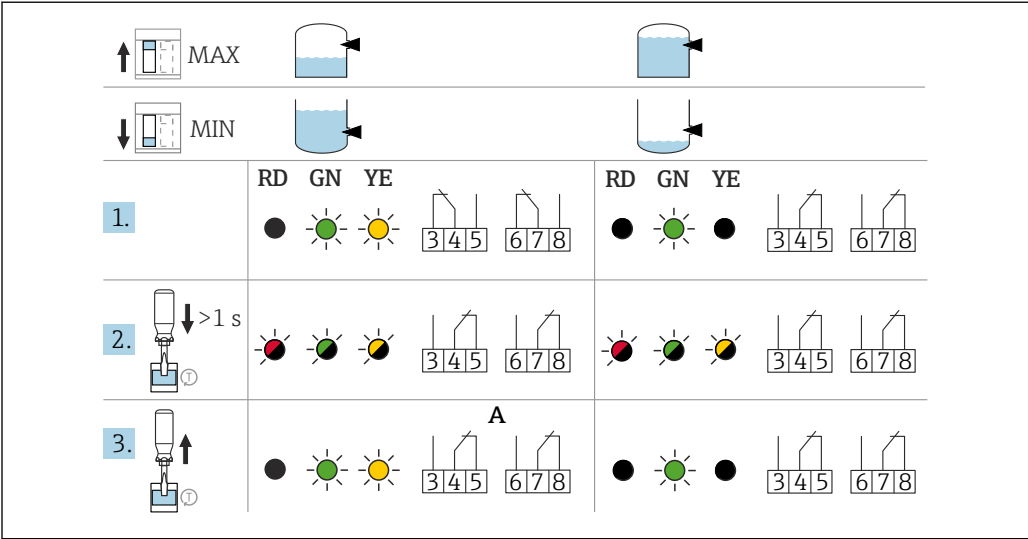 MAX
MIN
RD GN YE RD GN YE
1. 3 4 5 6 7 8 3 4 5 6 7 8
2. >1 s 3 4 5 6 7 8 3 4 5 6 7 8
T
A
3. 3 4 5 6 7 8 3 4 5 6 7 8
T